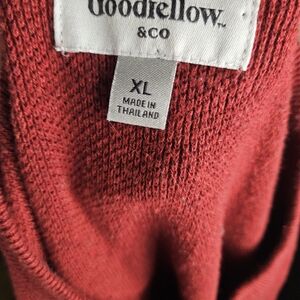 Goodfellow
&CO
XL
MADE IN
THAILAND